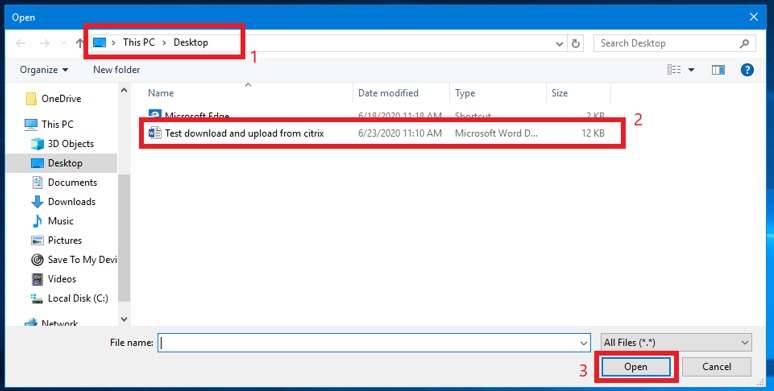 Open
This PC > Desktop
1
Search Desktop
Organize
New folder
?
Name
Date modified
Type
Size
OneDrive
This PC
3D Objects
Desktop
Documents
Downloads
Music
Pictures
Save To My Devi
Videos
Local Disk (C:)
Network
Microsoft Edge 6/18/2020 11:18 AM Shortcut 2 KB
2
Test download and upload from citrix 6/23/2020 11:10 AM Microsoft Word D... 12 KB
File name:
All Files (*.*)
3
Open
Cancel